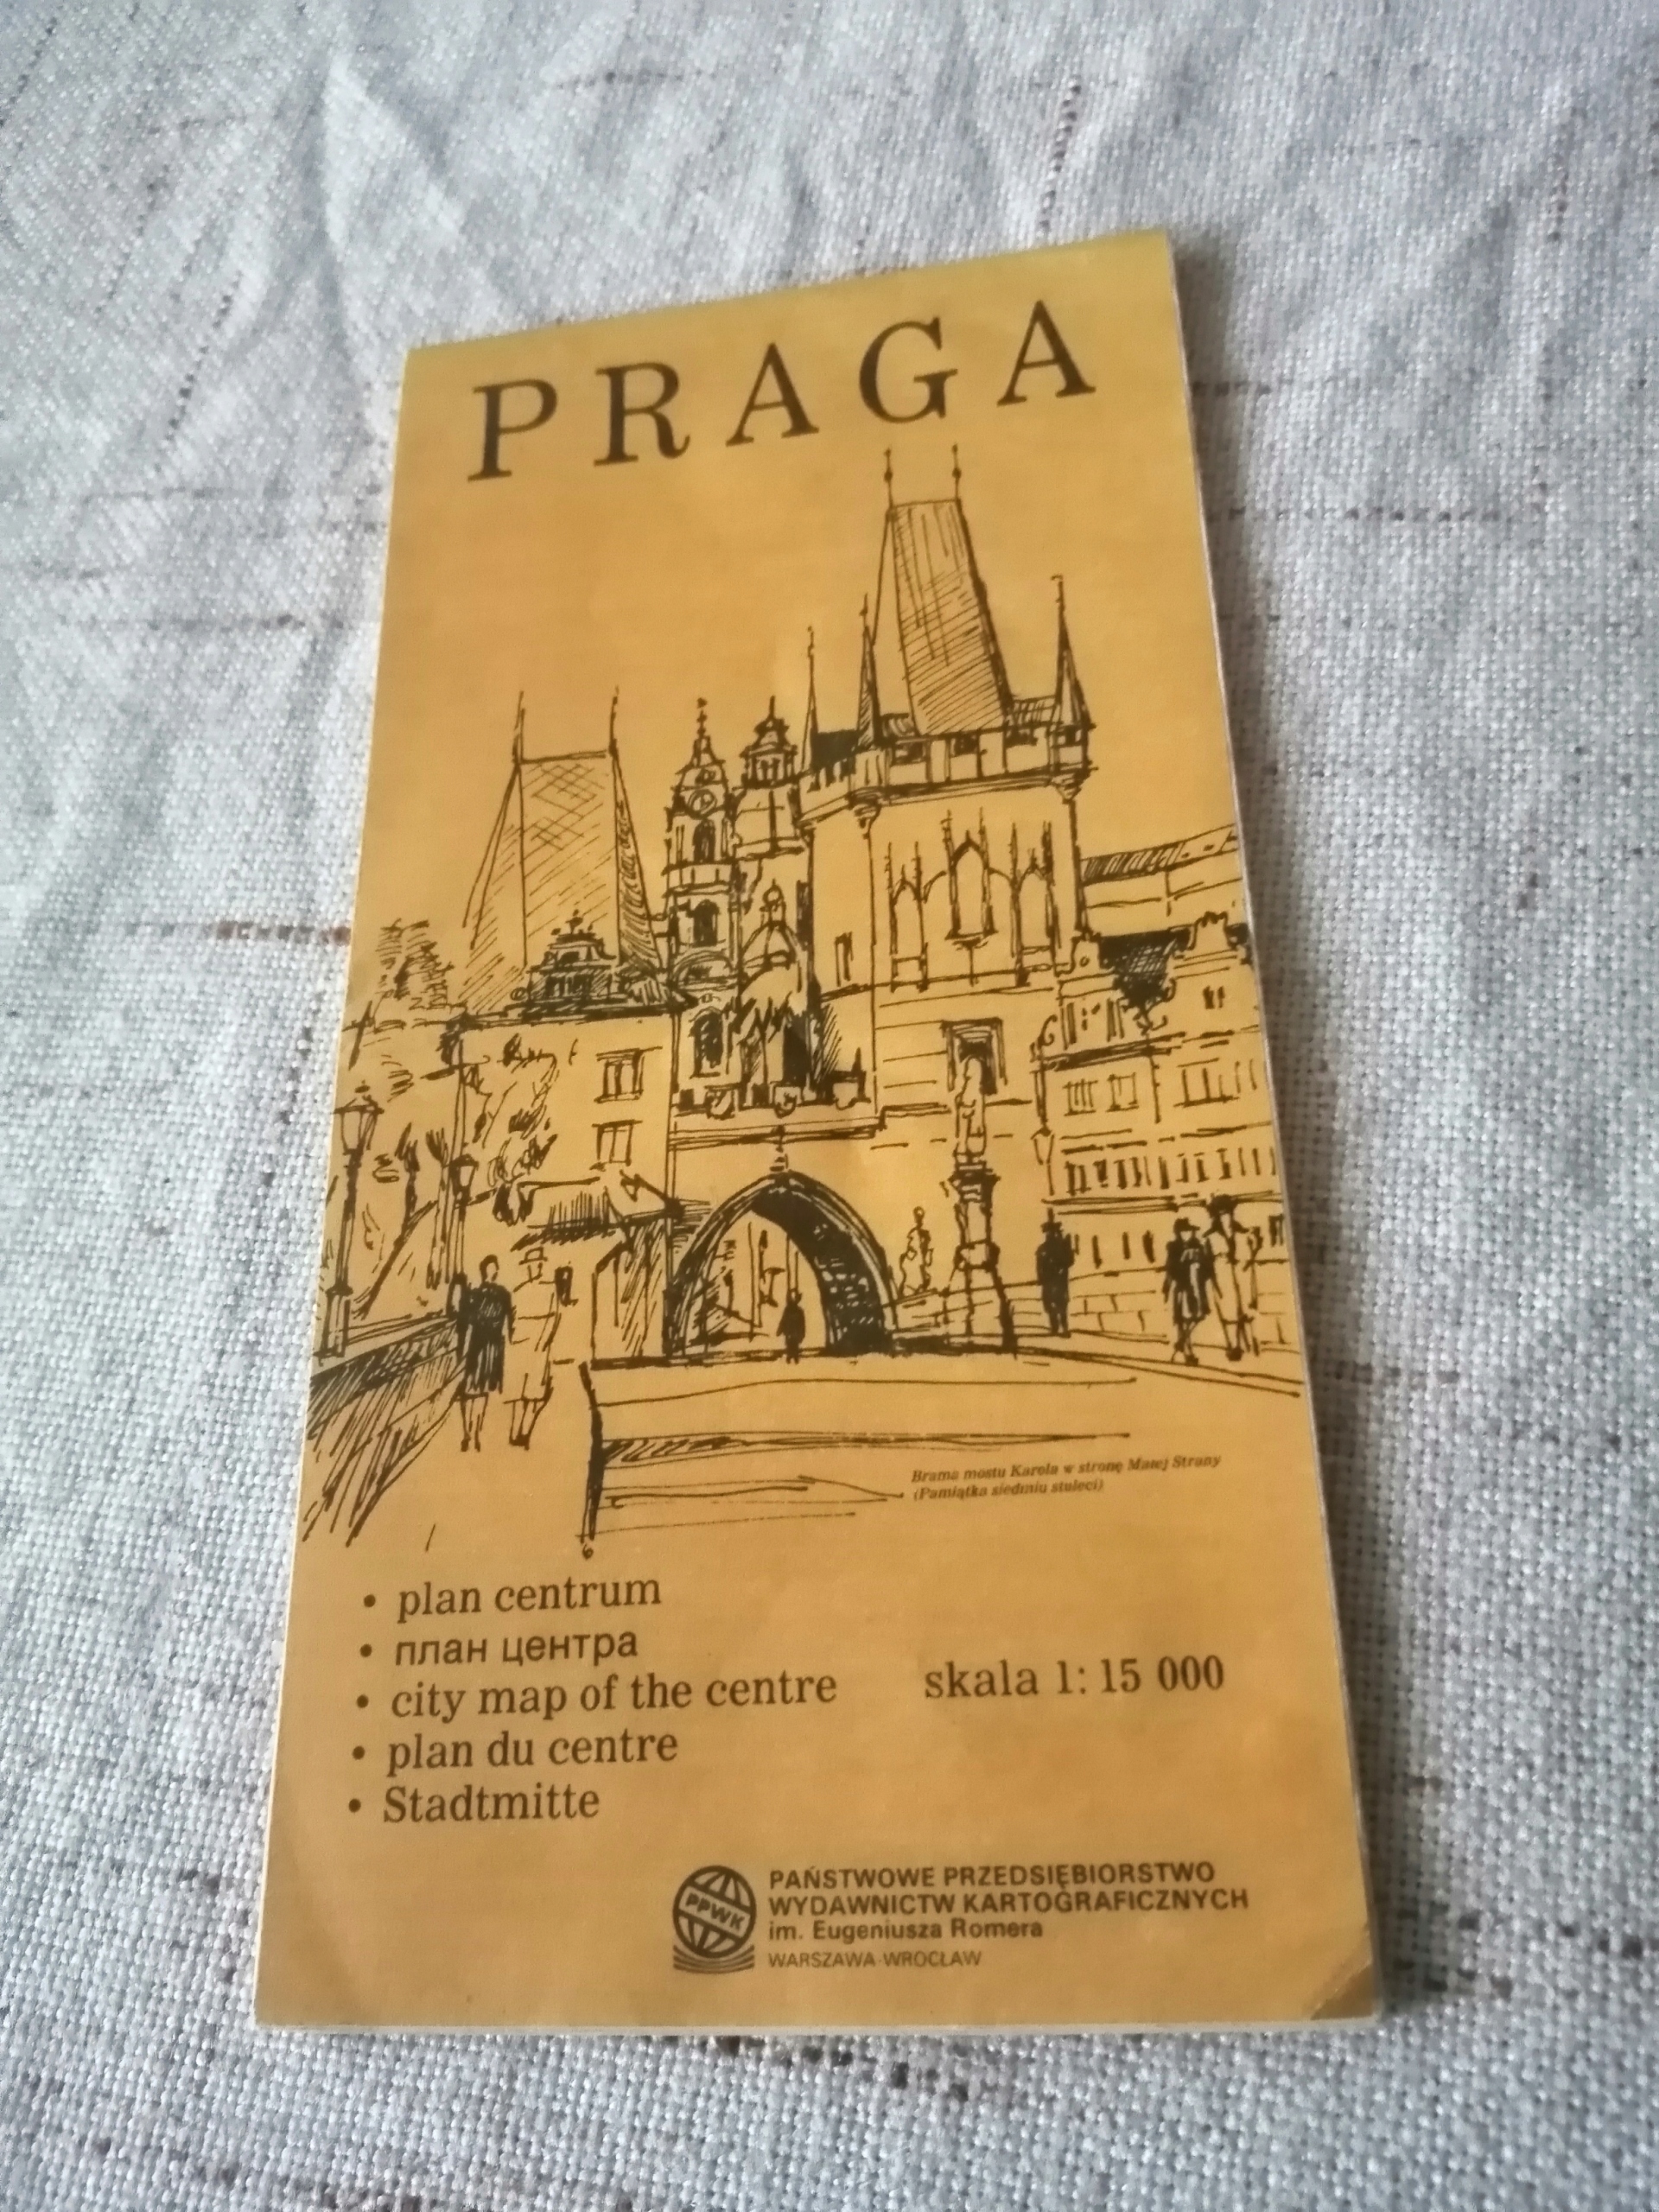 PRAGA
Brama mostu Karola w stronę Małej Strany
(Pamiątka siedmiu stuleci)
• plan centrum
• план центра
• city map of the centre
skala 1: 15 000
• plan du centre
• Stadtmitte
PPWK
PAŃSTWOWE PRZEDSIĘBIORSTWO
WYDAWNICTW KARTOGRAFICZNYCH
im. Eugeniusza Romera
WARSZAWA-WROCŁAW